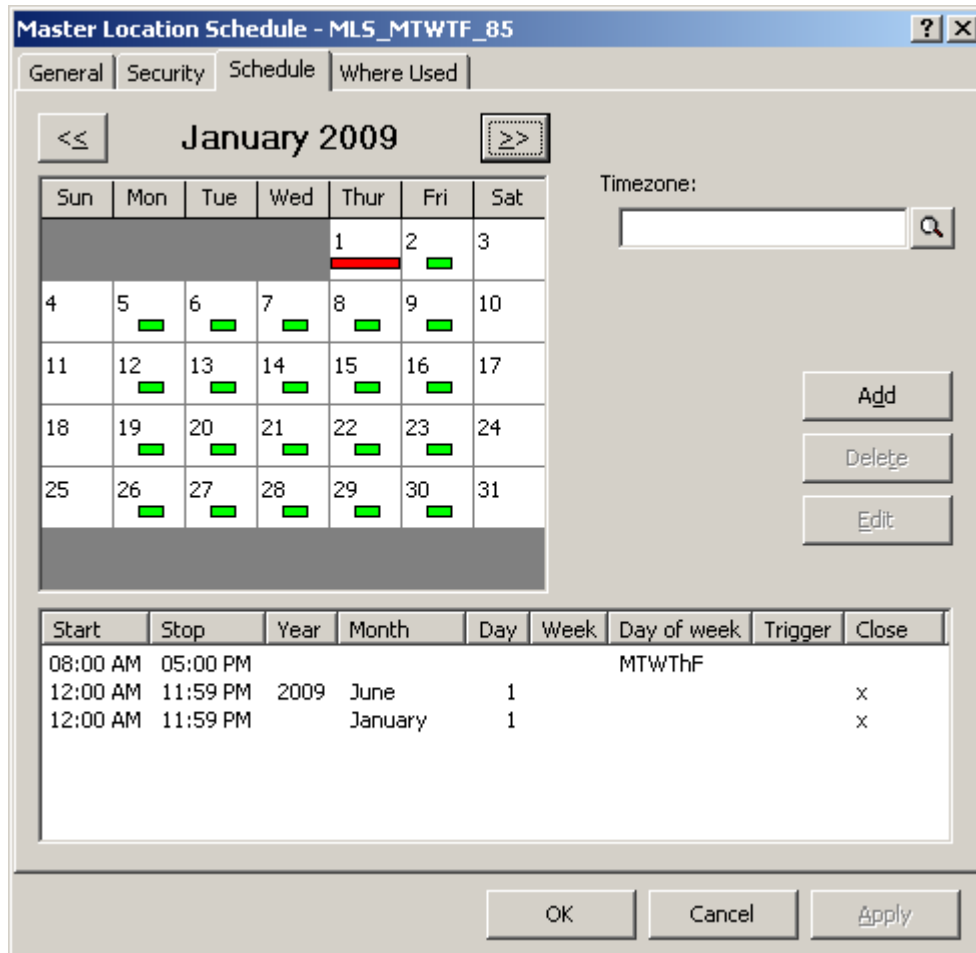 Master Location Schedule - MLS_MTWTF_85 ? X
General Security Schedule Where Used
<< January 2009 >>
Timezone:
Sun Mon Tue Wed Thur Fri Sat
1 2 3
4 5 6 7 8 9 10
11 12 13 14 15 16 17
18 19 20 21 22 23 24
25 26 27 28 29 30 31
Add
Delete
Edit
Start Stop Year Month Day Week Day of week Trigger Close
08:00 AM 05:00 PM MTWThF
12:00 AM 11:59 PM 2009 June 1 x
12:00 AM 11:59 PM January 1 x
OK Cancel Apply